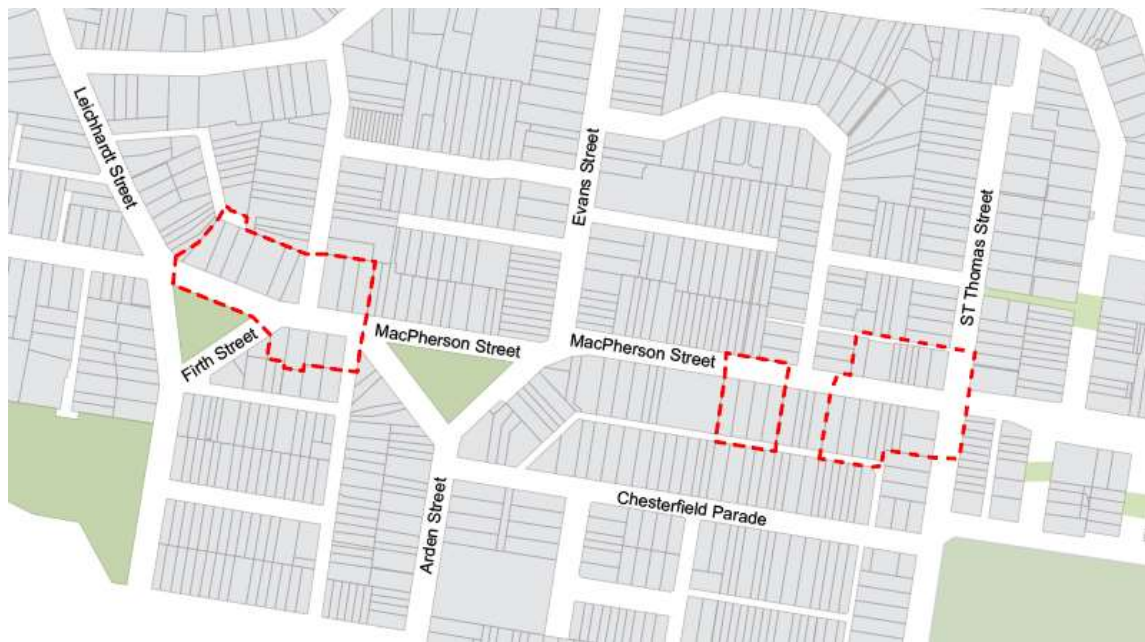 Leichhardt Street
Evans Street
ST Thomas Street
MacPherson Street
MacPherson Street
Firth Street
Chesterfield Parade
Arden Street